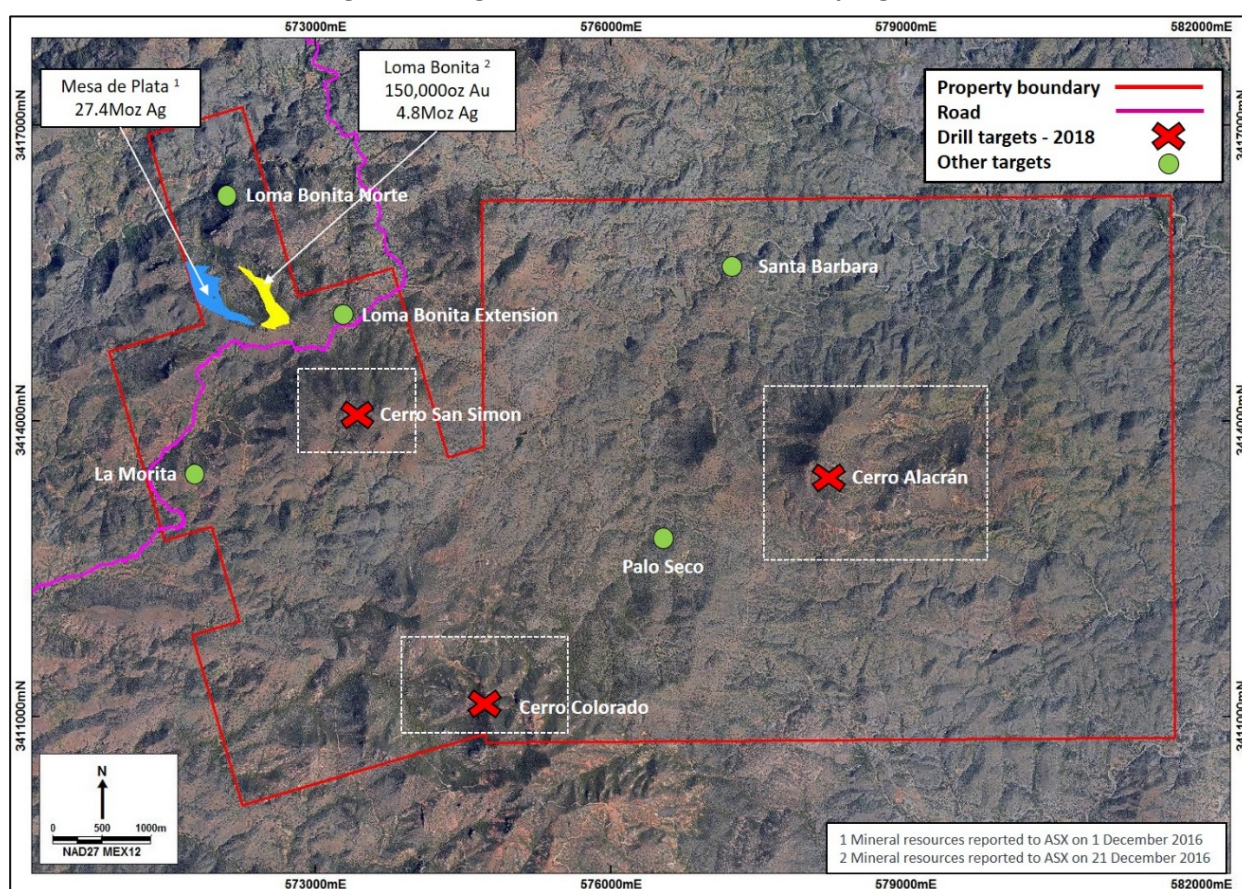 573000mE
576000mE
579000mE
582000mE
Mesa de Plata 1
27.4Moz Ag
Loma Bonita 2
150,000oz Au
4.8Moz Ag
Property boundary
Road
Drill targets - 2018
Other targets
3417000mN
3417000mN
Loma Bonita Norte
Santa Barbara
Loma Bonita Extension
3414000mN
Cerro San Simon
3414000mN
La Morita
Cerro Alacrán
Palo Seco
3411000mN
Cerro Colorado
3411000mN
N
0 500 1000m
NAD27 MEX12
1 Mineral resources reported to ASX on 1 December 2016
2 Mineral resources reported to ASX on 21 December 2016
573000mE
576000mE
579000mE
582000mE